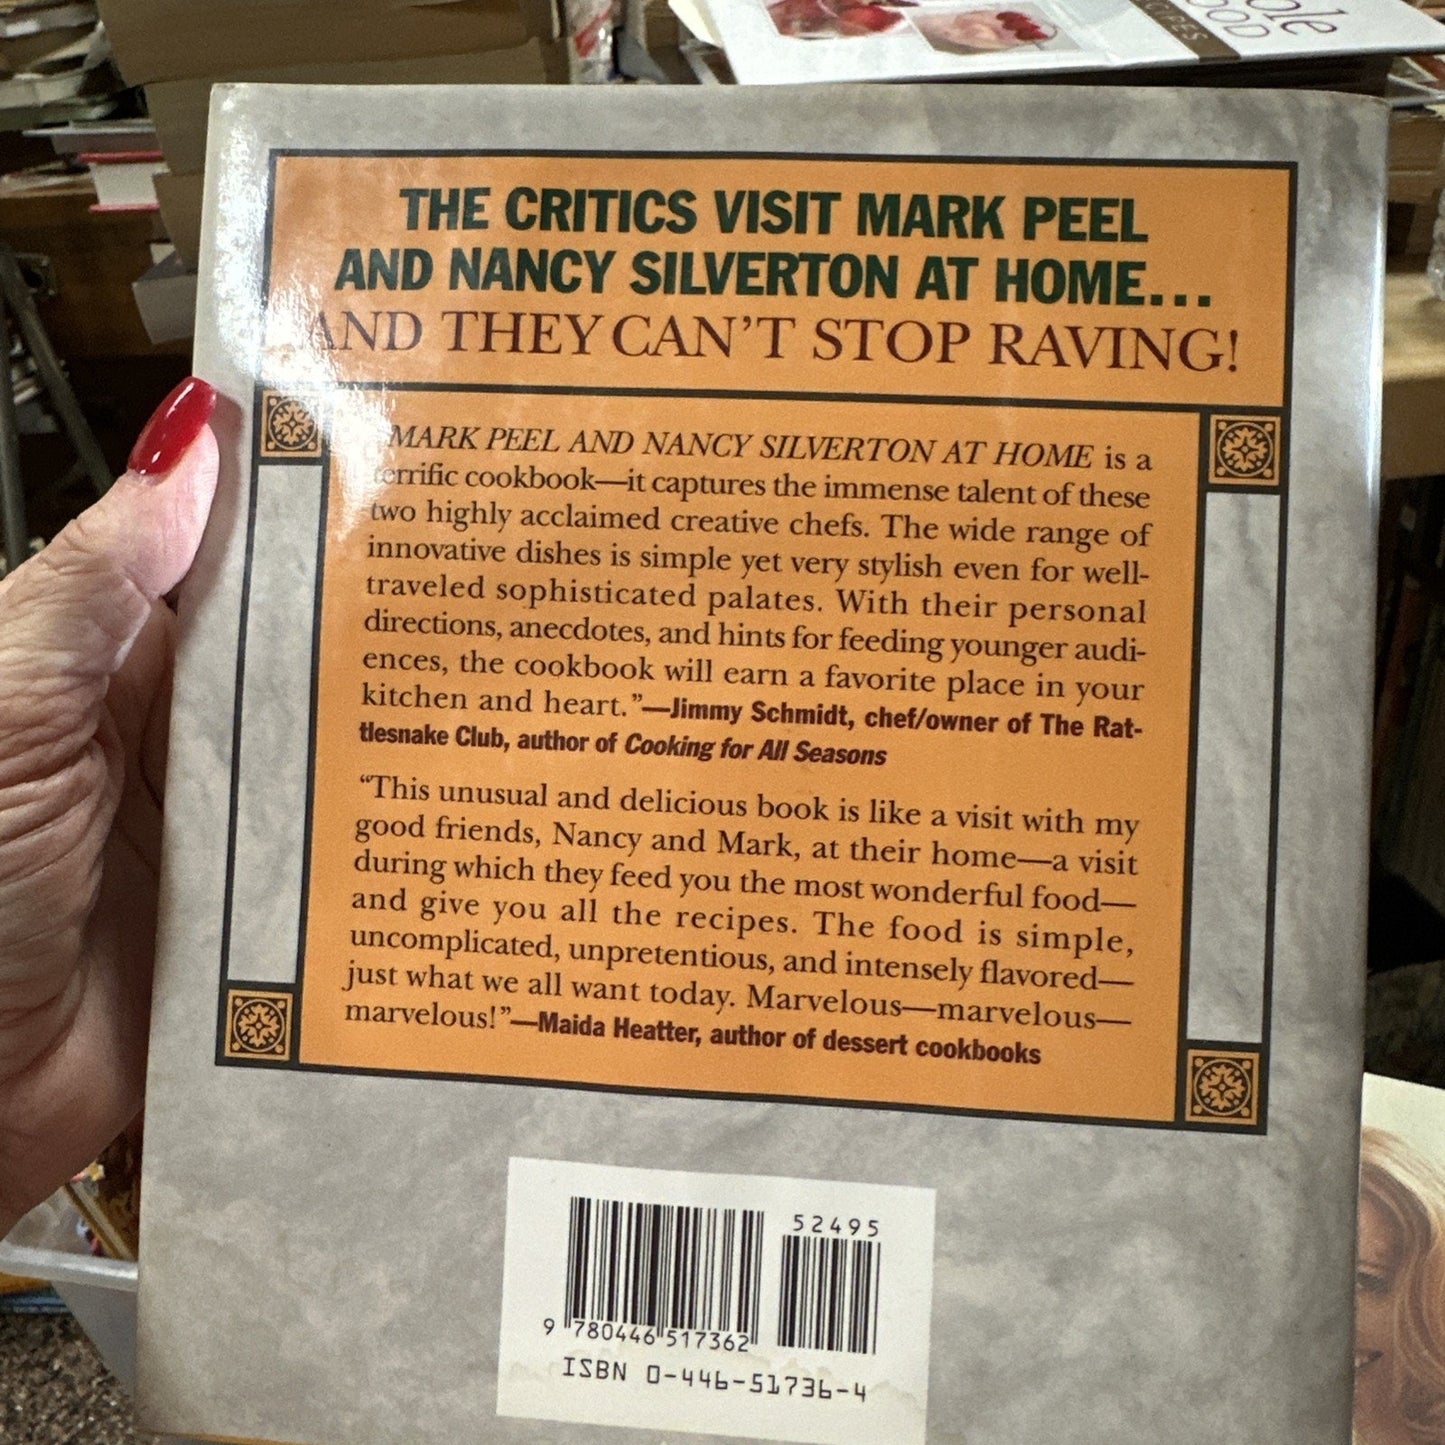 ole
OOD
CIPES
THE CRITICS VISIT MARK PEEL
AND NANCY SILVERTON AT HOME...
AND THEY CAN'T STOP RAVING!
MARK PEEL AND NANCY SILVERTON AT HOME is a
terrific cookbook—it captures the immense talent of these
two highly acclaimed creative chefs. The wide range of
innovative dishes is simple yet very stylish even for well-
traveled sophisticated palates. With their personal
directions, anecdotes, and hints for feeding younger audi-
ences, the cookbook will earn a favorite place in your
kitchen and heart."—Jimmy Schmidt, chef/owner of The Rat-
tlesnake Club, author of Cooking for All Seasons
“This unusual and delicious book is like a visit with my
good friends, Nancy and Mark, at their home—a visit
during which they feed you the most wonderful food—
and give you all the recipes. The food is simple,
uncomplicated, unpretentious, and intensely flavored—
just what we all want today. Marvelous—marvelous—
marvelous!”—Maida Heatter, author of dessert cookbooks
52495
9 780446 517362
ISBN 0-446-51736-4